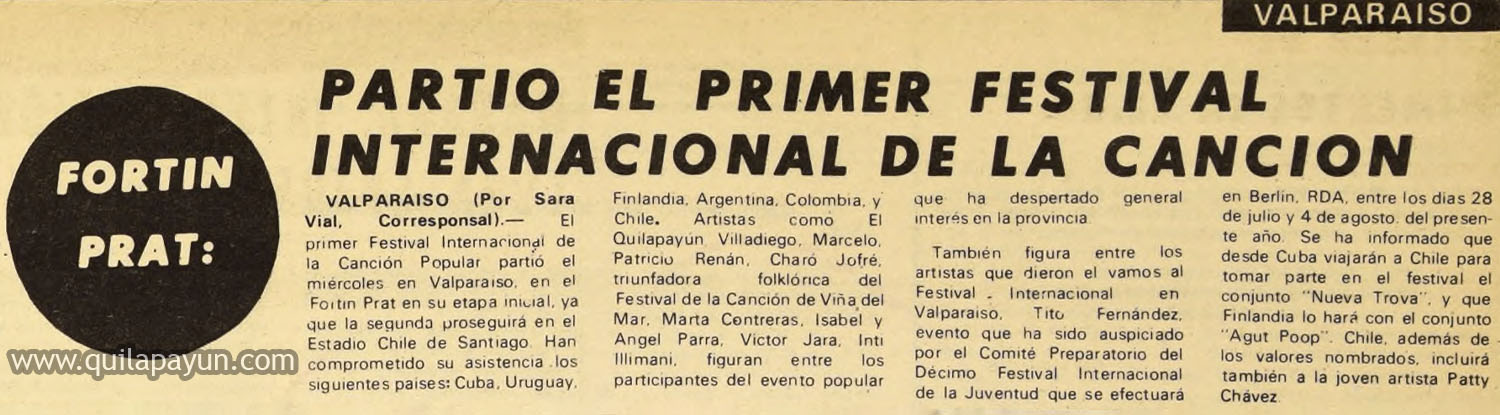 VALPARAISO
FORTIN
PRAT:
PARTIO EL PRIMER FESTIVAL
INTERNACIONAL DE LA CANCION
VALPARAISO (Por Sara
Vial, Corresponsal).— El
primer Festival Internacional de
la Canción Popular partió el
miércoles en Valparaíso, en el
Fortín Prat en su etapa inicial, ya
que la segunda proseguirá en el
Estadio Chile de Santiago. Han
comprometido su asistencia los
siguientes países: Cuba, Uruguay,
Finlandia, Argentina, Colombia, y
Chile. Artistas como El
Quilapayún Villadiego, Marcelo,
Patricio Renán, Charó Jofré,
triunfadora folklórica del
Festival de la Canción de Viña del
Mar, Marta Contreras, Isabel y
Angel Parra, Victor Jara, Inti
Illimani, figuran entre los
participantes del evento popular
que ha despertado general
interés en la provincia
También figura entre los
artistas que dieron el vamos al
Festival Internacional en
Valparaíso, Tito Fernández,
evento que ha sido auspiciado
por el Comité Preparatorio del
Décimo Festival Internacional
de la Juventud que se efectuará
en Berlín, RDA, entre los días 28
de julio y 4 de agosto. del presen-
te año. Se ha informado que
desde Cuba viajarán a Chile para
tomar parte en el festival el
conjunto "Nueva Trova", y que
Finlandia lo hará con el conjunto
"Agut Poop". Chile, además de
los valores nombrados, incluirá
también a la joven artista Patty
Chávez.
www.quilapayun.com